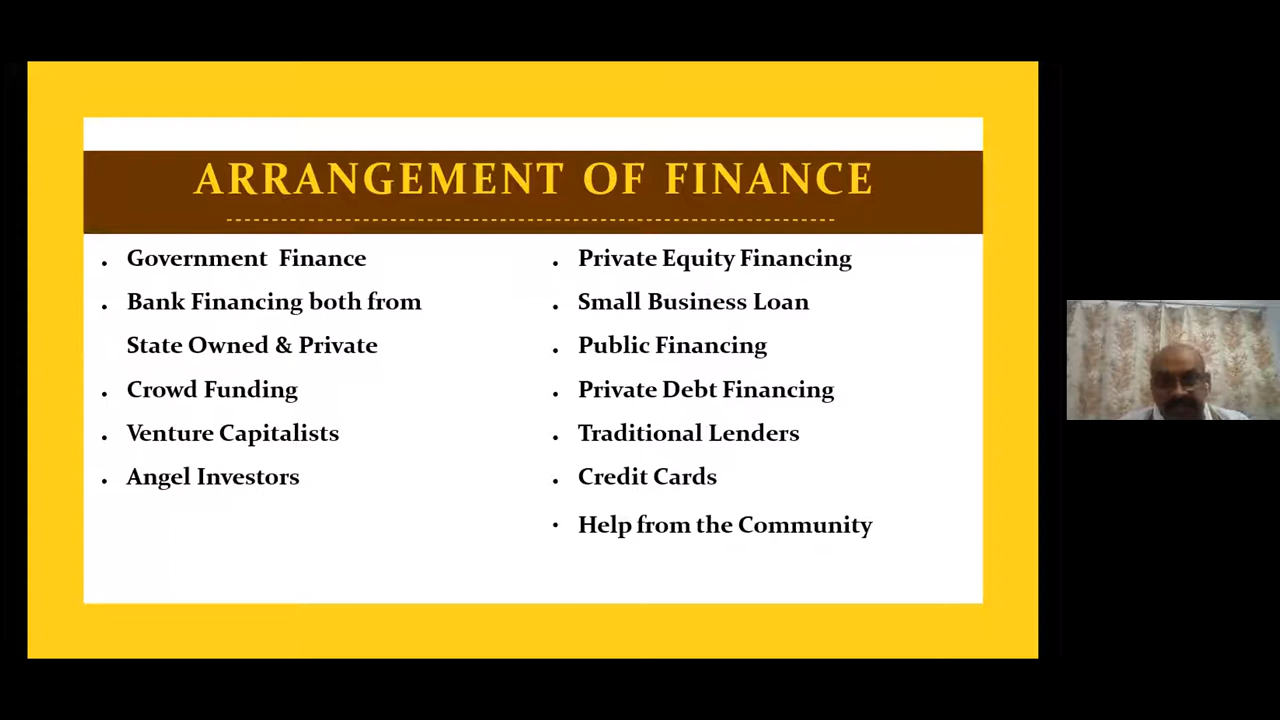 ARRANGEMENT OF FINANCE
. Government Finance
. Bank Financing both from
State Owned & Private
. Crowd Funding
. Venture Capitalists
. Angel Investors
. Private Equity Financing
. Small Business Loan
. Public Financing
. Private Debt Financing
. Traditional Lenders
. Credit Cards
• Help from the Community